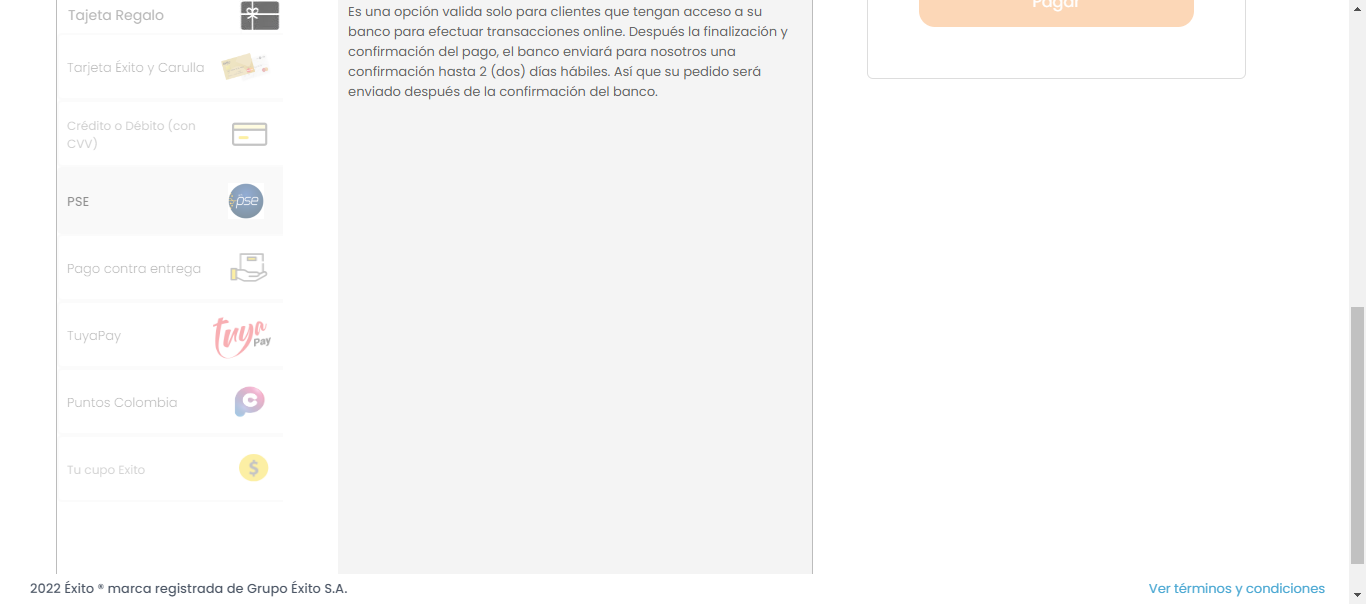 Tajeta Regalo
Tarjeta Éxito y Carulla
Crédito o Débito (con
CVV)
PSE
pse
Pago contra entrega
TuyaPay
tuya
Pay
Puntos Colombia
Tu cupo Exito
$
Es una opción valida solo para clientes que tengan acceso a su
banco para efectuar transacciones online. Después la finalización y
confirmación del pago, el banco enviará para nosotros una
confirmación hasta 2 (dos) días hábiles. Así que su pedido será
enviado después de la confirmación del banco.
Pagar
2022 Éxito ® marca registrada de Grupo Éxito S.A.
Ver términos y condiciones